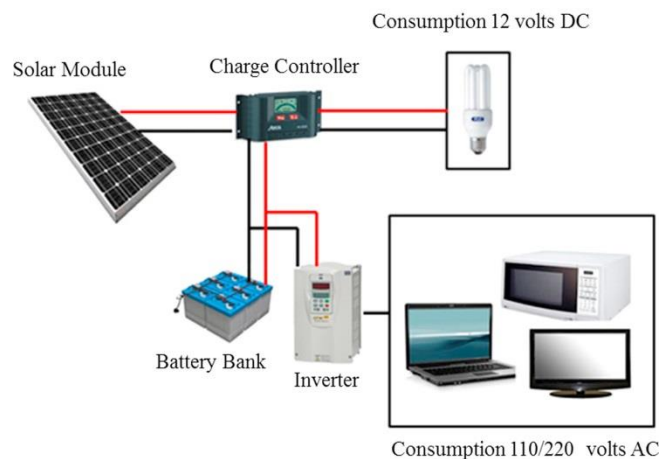 Consumption 12 volts DC
Solar Module
Charge Controller
Battery Bank
Inverter
Consumption 110/220 volts AC